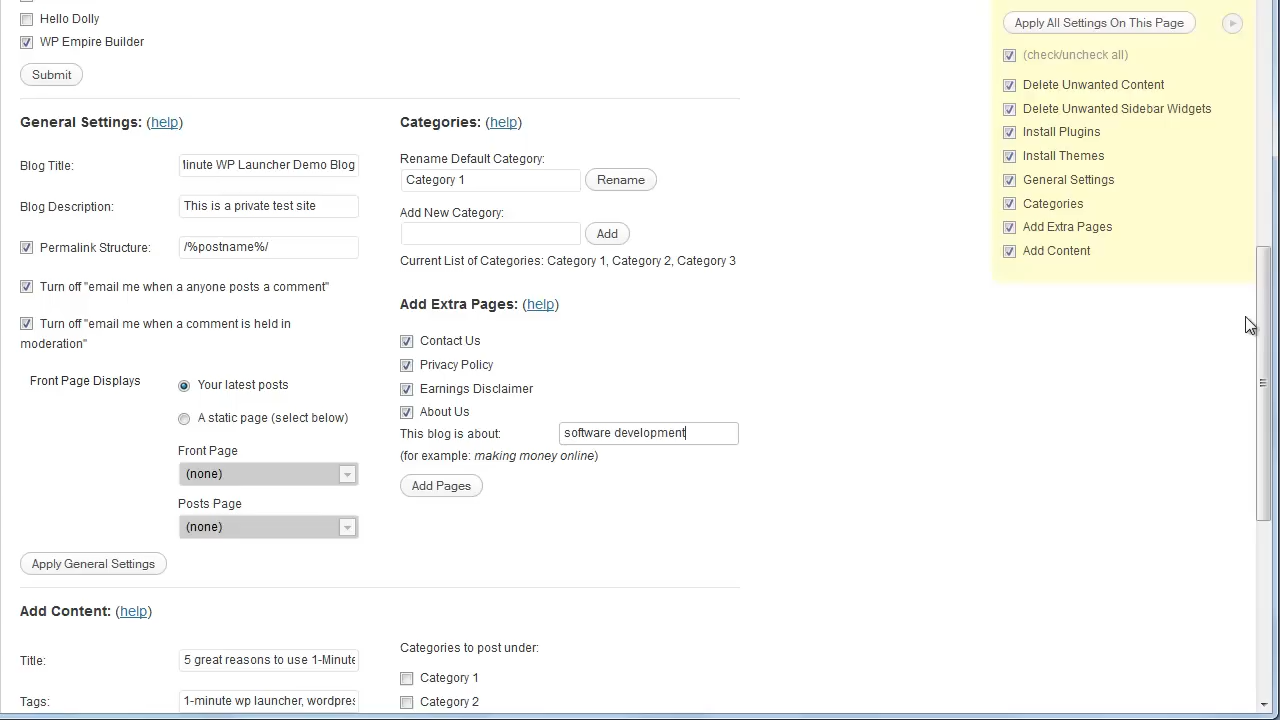 Hello Dolly
WP Empire Builder
Submit
General Settings: (help)
Blog Title:
Minute WP Launcher Demo Blog
Blog Description:
This is a private test site
Permalink Structure:
/%postname%/
Turn off "email me when a anyone posts a comment"
Turn off "email me when a comment is held in
moderation"
Front Page Displays
Your latest posts
A static page (select below)
Front Page
(none)
Posts Page
(none)
Apply General Settings
Categories: (help)
Rename Default Category:
Category 1
Rename
Add New Category:
Add
Current List of Categories: Category 1, Category 2, Category 3
Add Extra Pages: (help)
Contact Us
Privacy Policy
Earnings Disclaimer
About Us
This blog is about:
software development
(for example: making money online)
Add Pages
Add Content: (help)
Title:
5 great reasons to use 1-Minute
Tags:
1-minute wp launcher, wordpres
Categories to post under:
Category 1
Category 2
Apply All Settings On This Page
(check/uncheck all)
Delete Unwanted Content
Delete Unwanted Sidebar Widgets
Install Plugins
Install Themes
General Settings
Categories
Add Extra Pages
Add Content